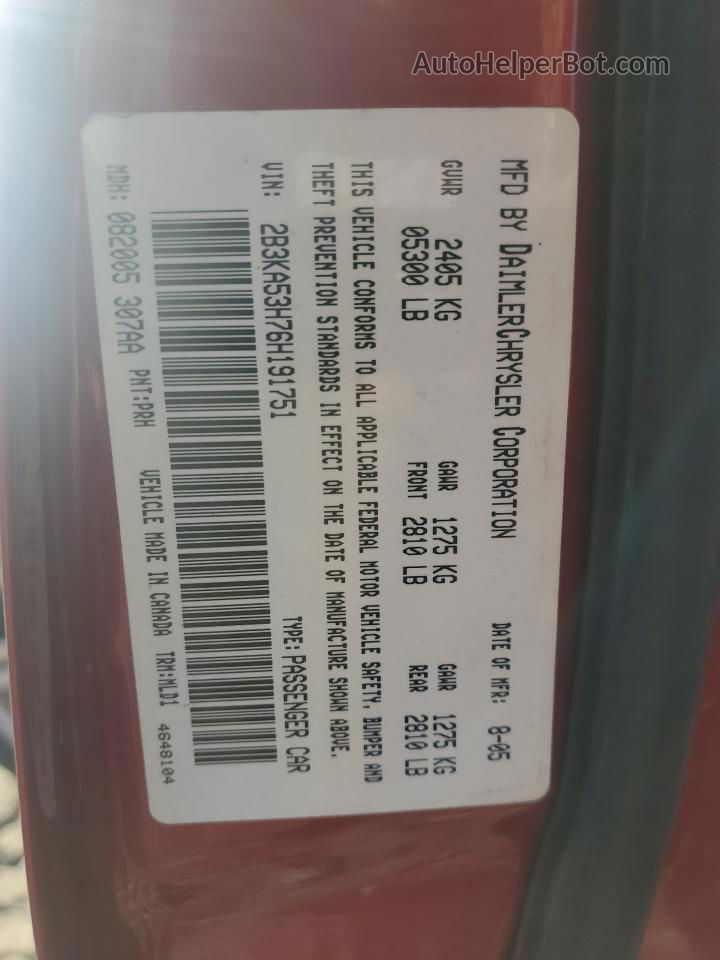 AutoHelperBot.com
MFD BY DAIMLERCHRYSLER CORPORATION DATE OF MFR: 8-05
GVWR 2405 KG GAWR 1275 KG GAWR 1275 KG
05300 LB FRONT 2810 LB REAR 2810 LB
THIS VEHICLE CONFORMS TO ALL APPLICABLE FEDERAL MOTOR VEHICLE SAFETY, BUMPER AND
THEFT PREVENTION STANDARDS IN EFFECT ON THE DATE OF MANUFACTURE SHOWN ABOVE.
VIN: 2B3KA53H76H191751 TYPE: PASSENGER CAR
MDH: 082005 307AA PNT:PRH VEHICLE MADE IN CANADA TRM:MLD1 4648104